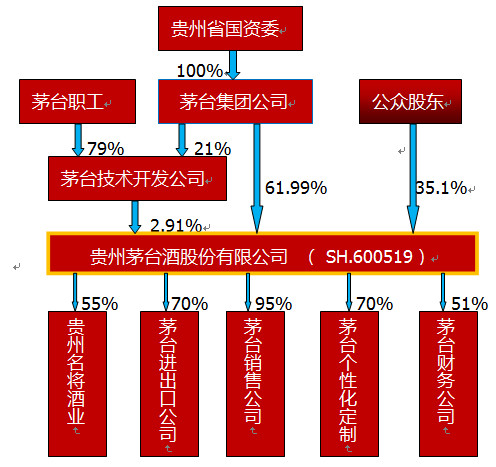 贵州省国资委
100%
茅台职工
茅台集团公司
公众股东
79%
21%
茅台技术开发公司
61.99%
35.1%
2.91%
贵州茅台酒股份有限公司 （ SH.600519 ）
55%
70%
95%
70%
51%
贵州名将酒业
茅台进出口公司
茅台销售公司
茅台个性化定制
茅台财务公司